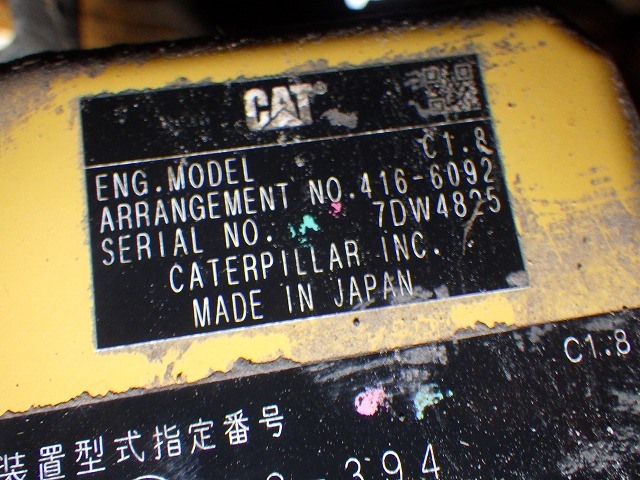 CAT
ENG.MODEL C1.8
ARRANGEMENT NO.416-6092
SERIAL NO. 7DW4825
CATERPILLAR INC.
MADE IN JAPAN
C1.8
装置型式指定番号
394